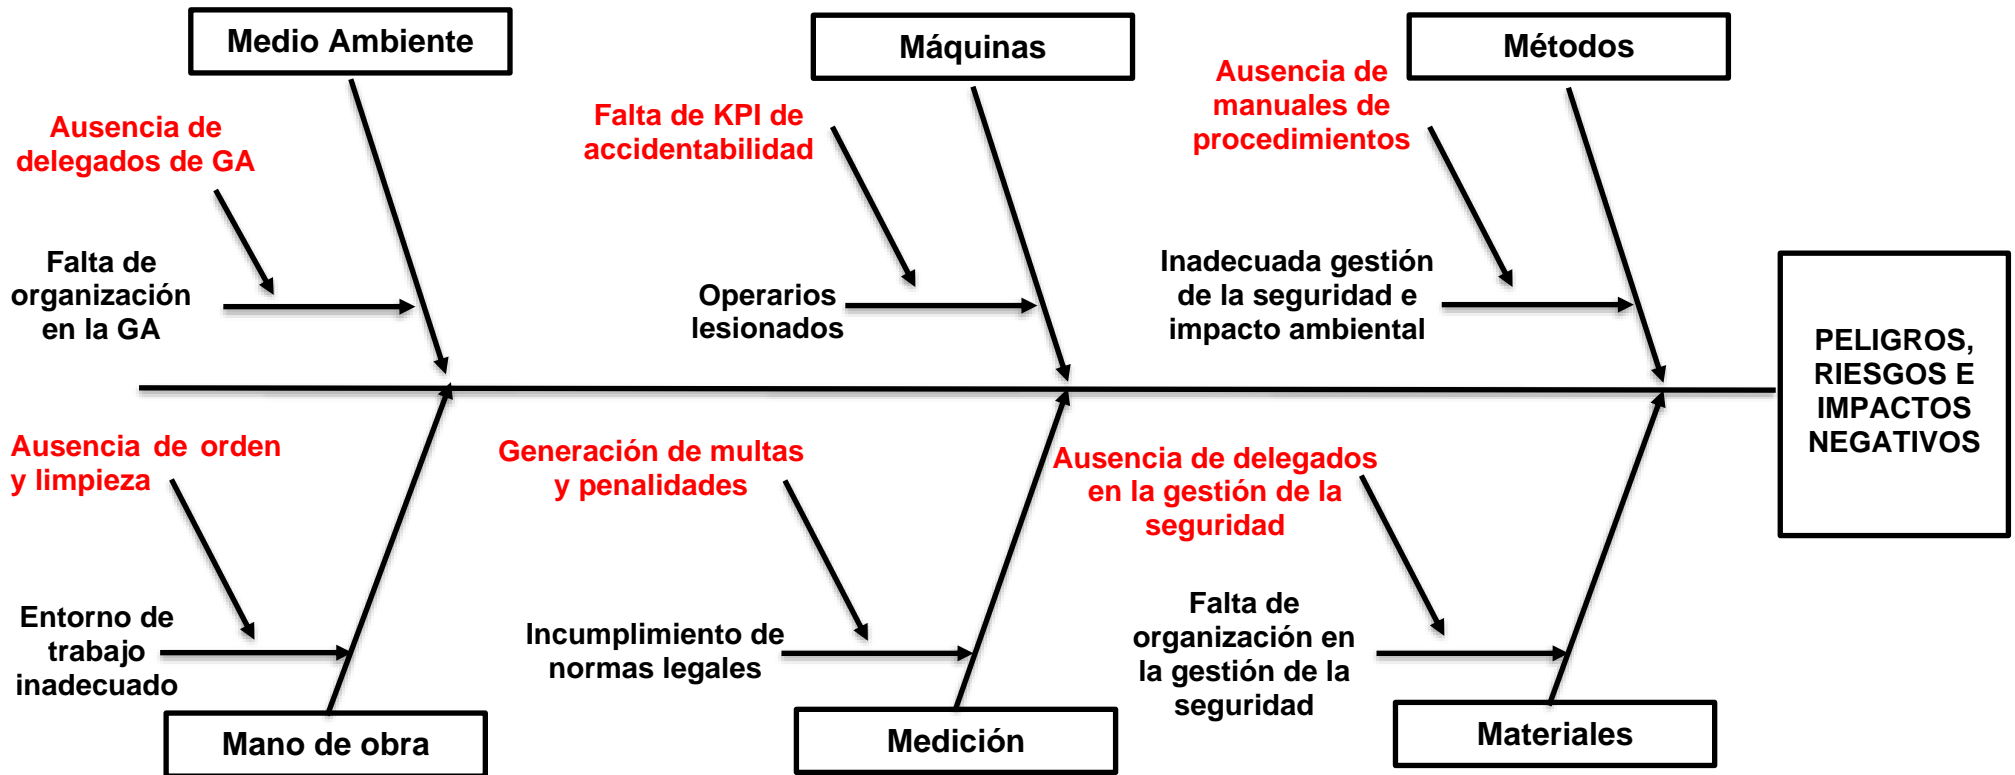 Medio Ambiente
Máquinas
Métodos
Ausencia de
delegados de GA
Falta de KPI de
accidentabilidad
Ausencia de
manuales de
procedimientos
Falta de
organización
en la GA
Operarios
lesionados
Inadecuada gestión
de la seguridad e
impacto ambiental
PELIGROS,
RIESGOS E
IMPACTOS
NEGATIVOS
Ausencia de orden
y limpieza
Generación de multas
y penalidades
Ausencia de delegados
en la gestión de la
seguridad
Entorno de
trabajo
inadecuado
Incumplimiento de
normas legales
Falta de
organización en
la gestión de la
seguridad
Mano de obra
Medición
Materiales